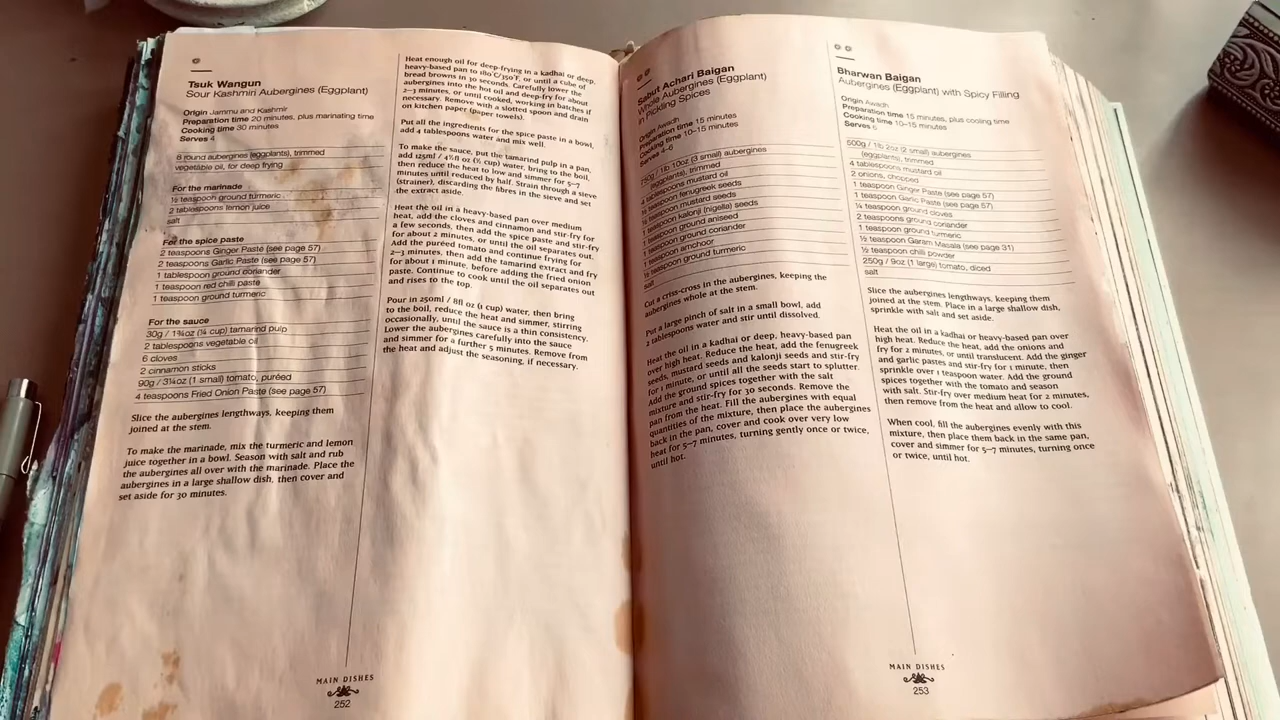 Tsuk Wangun
Sour Kashmiri Aubergines (Eggplant)
Origin Jammu and Kashmir
Preparation time 20 minutes, plus marinating time
Cooking time 30 minutes
Serves 4
8 round aubergines (eggplants), trimmed
vegetable oil, for deep frying
For the marinade
½ teaspoon ground turmeric
2 tablespoons lemon juice
salt
For the spice paste
2 teaspoons Ginger Paste (see page 57)
2 teaspoons Garlic Paste (see page 57)
1 tablespoon ground coriander
1 teaspoon red chilli paste
1 teaspoon ground turmeric
For the sauce
30g / 1¾oz (¼ cup) tamarind pulp
2 tablespoons vegetable oil
6 cloves
2 cinnamon sticks
90g / 3¼oz (1 small) tomato, puréed
4 teaspoons Fried Onion Paste (see page 57)
Slice the aubergines lengthways, keeping them
joined at the stem.
To make the marinade, mix the turmeric and lemon
juice together in a bowl. Season with salt and rub
the aubergines all over with the marinade. Place the
aubergines in a large shallow dish, then cover and
set aside for 30 minutes.
Heat enough oil for deep-frying in a kadhai or deep,
heavy-based pan to 180°C/350°F, or until a cube of
bread browns in 30 seconds. Carefully lower the
aubergines into the hot oil and deep-fry for about
2–3 minutes, or until cooked, working in batches if
necessary. Remove with a slotted spoon and drain
on kitchen paper (paper towels).
Put all the ingredients for the spice paste in a bowl,
add 4 tablespoons water and mix well.
To make the sauce, put the tamarind pulp in a pan,
add 125ml / 4½fl oz (½ cup) water, bring to the boil,
then reduce the heat to low and simmer for 5–7
minutes until reduced by half. Strain through a sieve
(strainer), discarding the fibres in the sieve and set
the extract aside.
Heat the oil in a heavy-based pan over medium
heat, add the cloves and cinnamon and stir-fry for
a few seconds, then add the spice paste and stir-fry
for about 2 minutes, or until the oil separates out.
Add the puréed tomato and continue frying for
2–3 minutes, then add the tamarind extract and fry
for about 1 minute, before adding the fried onion
paste. Continue to cook until the oil separates out
and rises to the top.
Pour in 250ml / 8fl oz (1 cup) water, then bring
to the boil, reduce the heat and simmer, stirring
occasionally, until the sauce is a thin consistency.
Lower the aubergines carefully into the sauce
and simmer for a further 5 minutes. Remove from
the heat and adjust the seasoning, if necessary.
MAIN DISHES
252
Sabut Achari Baigan
Whole Aubergines (Eggplant)
in Pickling Spices
Origin Awadh
Preparation time 15 minutes
Cooking time 10–15 minutes
Serves 4–6
/ 1lb 10oz (3 small) aubergines
(eggplants), trimmed
tablespoons mustard oil
teaspoon fenugreek seeds
teaspoon mustard seeds
teaspoon kalonji (nigella) seeds
1 teaspoon ground aniseed
teaspoon ground coriander
teaspoon amchoor
teaspoon ground turmeric
salt
Cut a criss-cross in the aubergines, keeping the
aubergines whole at the stem.
Put a large pinch of salt in a small bowl, add
2 tablespoons water and stir until dissolved.
Heat the oil in a kadhai or deep, heavy-based pan
over high heat. Reduce the heat, add the fenugreek
seeds, mustard seeds and kalonji seeds and stir-fry
for 1 minute, or until all the seeds start to splutter.
Add the ground spices together with the salt
mixture and stir-fry for 30 seconds. Remove the
pan from the heat. Fill the aubergines with equal
quantities of the mixture, then place the aubergines
back in the pan, cover and cook over very low
heat for 5–7 minutes, turning gently once or twice,
until hot.
Bharwan Baigan
Aubergines (Eggplant) with Spicy Filling
Origin Awadh
Preparation time 15 minutes, plus cooling time
Cooking time 10–15 minutes
Serves 6
500g / 1lb 2oz (2 small) aubergines
(eggplants), trimmed
4 tablespoons mustard oil
2 onions, chopped
1 teaspoon Ginger Paste (see page 57)
1 teaspoon Garlic Paste (see page 57)
¼ teaspoon ground cloves
2 teaspoons ground coriander
1 teaspoon ground turmeric
½ teaspoon Garam Masala (see page 31)
½ teaspoon chilli powder
250g / 9oz (1 large) tomato, diced
salt
Slice the aubergines lengthways, keeping them
joined at the stem. Place in a large shallow dish,
sprinkle with salt and set aside.
Heat the oil in a kadhai or heavy-based pan over
high heat. Reduce the heat, add the onions and
fry for 2 minutes, or until translucent. Add the ginger
and garlic pastes and stir-fry for 1 minute, then
sprinkle over 1 teaspoon water. Add the ground
spices together with the tomato and season
with salt. Stir-fry over medium heat for 2 minutes,
then remove from the heat and allow to cool.
When cool, fill the aubergines evenly with this
mixture, then place them back in the same pan,
cover and simmer for 5–7 minutes, turning once
or twice, until hot.
MAIN DISHES
253